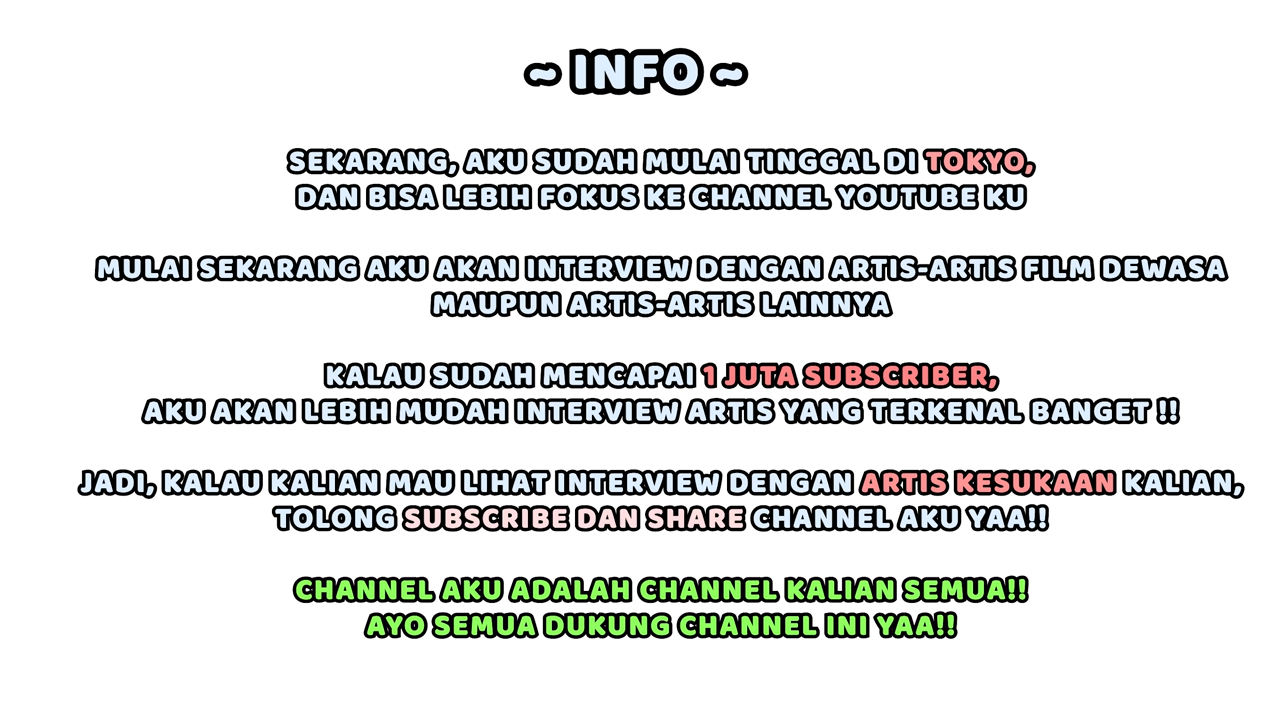 ~ INFO ~
SEKARANG, AKU SUDAH MULAI TINGGAL DI TOKYO,
DAN BISA LEBIH FOKUS KE CHANNEL YOUTUBE KU
MULAI SEKARANG AKU AKAN INTERVIEW DENGAN ARTIS-ARTIS FILM DEWASA
MAUPUN ARTIS-ARTIS LAINNYA
KALAU SUDAH MENCAPAI 1 JUTA SUBSCRIBER,
AKU AKAN LEBIH MUDAH INTERVIEW ARTIS YANG TERKENAL BANGET !!
JADI, KALAU KALIAN MAU LIHAT INTERVIEW DENGAN ARTIS KESUKAAN KALIAN,
TOLONG SUBSCRIBE DAN SHARE CHANNEL AKU YAA!!
CHANNEL AKU ADALAH CHANNEL KALIAN SEMUA!!
AYO SEMUA DUKUNG CHANNEL INI YAA!!